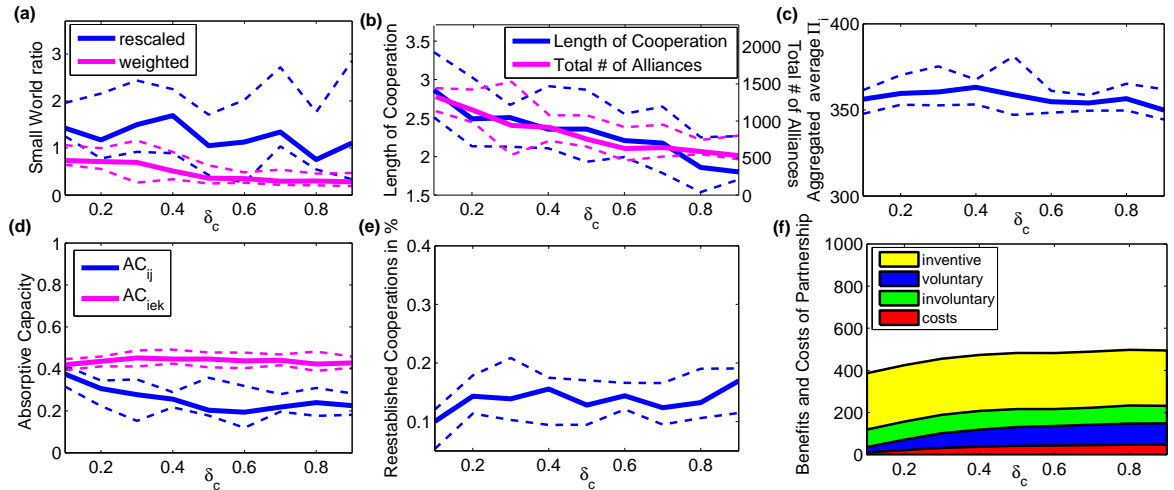 (a)
Small World ratio
3
2
1
0
rescaled
weighted
0.2
0.4
0.6
0.8
δc
(b)
Length of Cooperation
3.5
3
2.5
2
1.5
Length of Cooperation
Total # of Alliances
2000
1500
1000
500
0
Total # of Alliances
0.2
0.4
0.6
0.8
δc
(c)
Aggregated average Πi
400
350
300
0.2
0.4
0.6
0.8
δc
(d)
Absorptive Capacity
1
0.8
0.6
0.4
0.2
0
ACij
ACiek
0.2
0.4
0.6
0.8
δc
(e)
Reestablished Cooperations in %
0.4
0.3
0.2
0.1
0.2
0.4
0.6
0.8
δc
(f)
Benefits and Costs of Partnership
1000
800
600
400
200
0
inventive
voluntary
involuntary
costs
0.2
0.4
0.6
0.8
δc